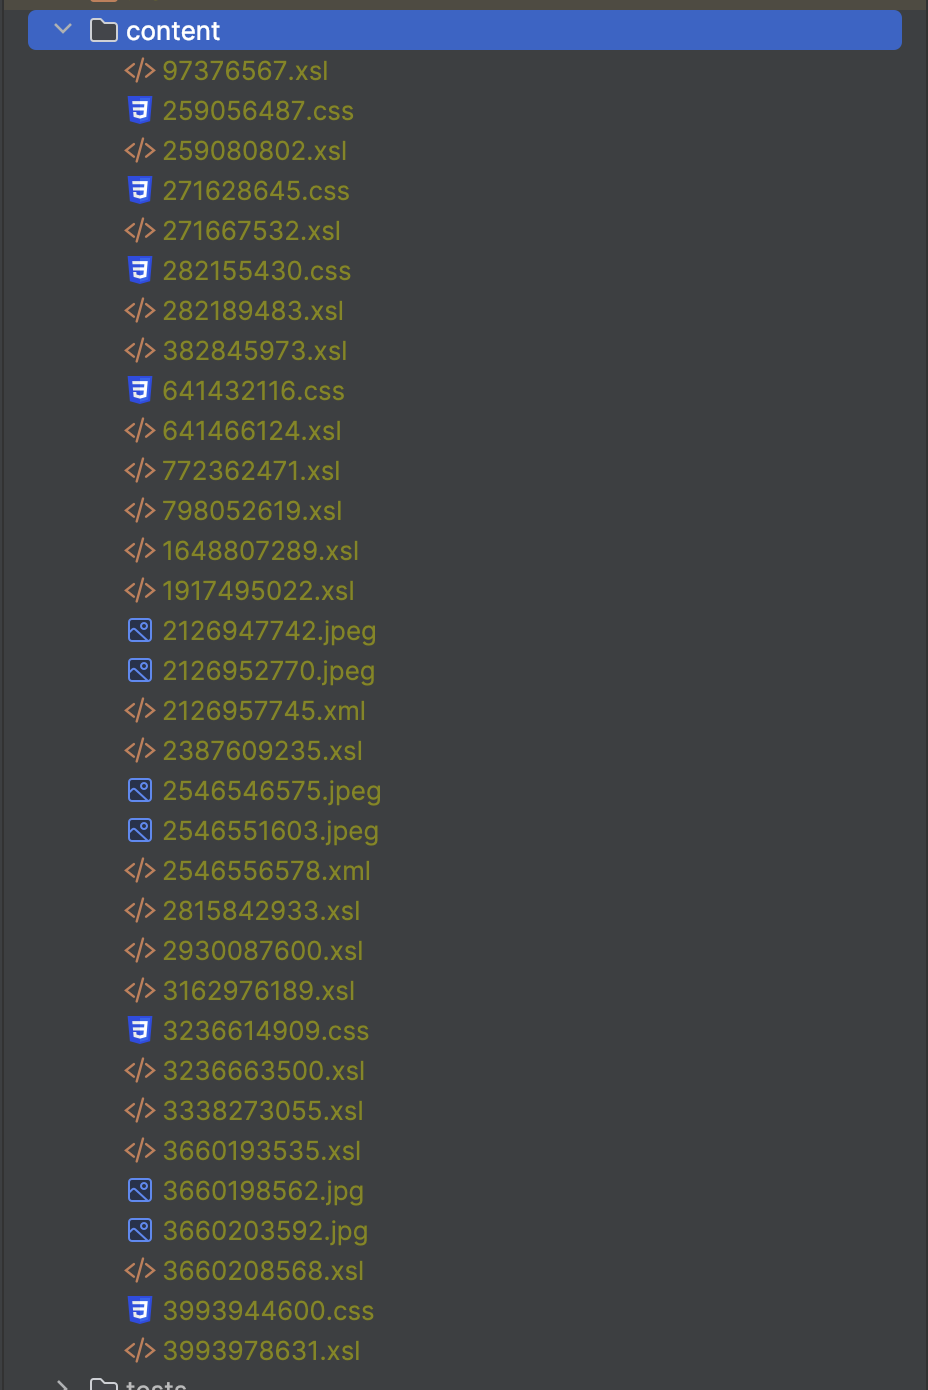 content
97376567.xsl
259056487.css
259080802.xsl
271628645.css
271667532.xsl
282155430.css
282189483.xsl
382845973.xsl
641432116.css
641466124.xsl
772362471.xsl
798052619.xsl
1648807289.xsl
1917495022.xsl
2126947742.jpeg
2126952770.jpeg
2126957745.xml
2387609235.xsl
2546546575.jpeg
2546551603.jpeg
2546556578.xml
2815842933.xsl
2930087600.xsl
3162976189.xsl
3236614909.css
3236663500.xsl
3338273055.xsl
3660193535.xsl
3660198562.jpg
3660203592.jpg
3660208568.xsl
3993944600.css
3993978631.xsl
tests